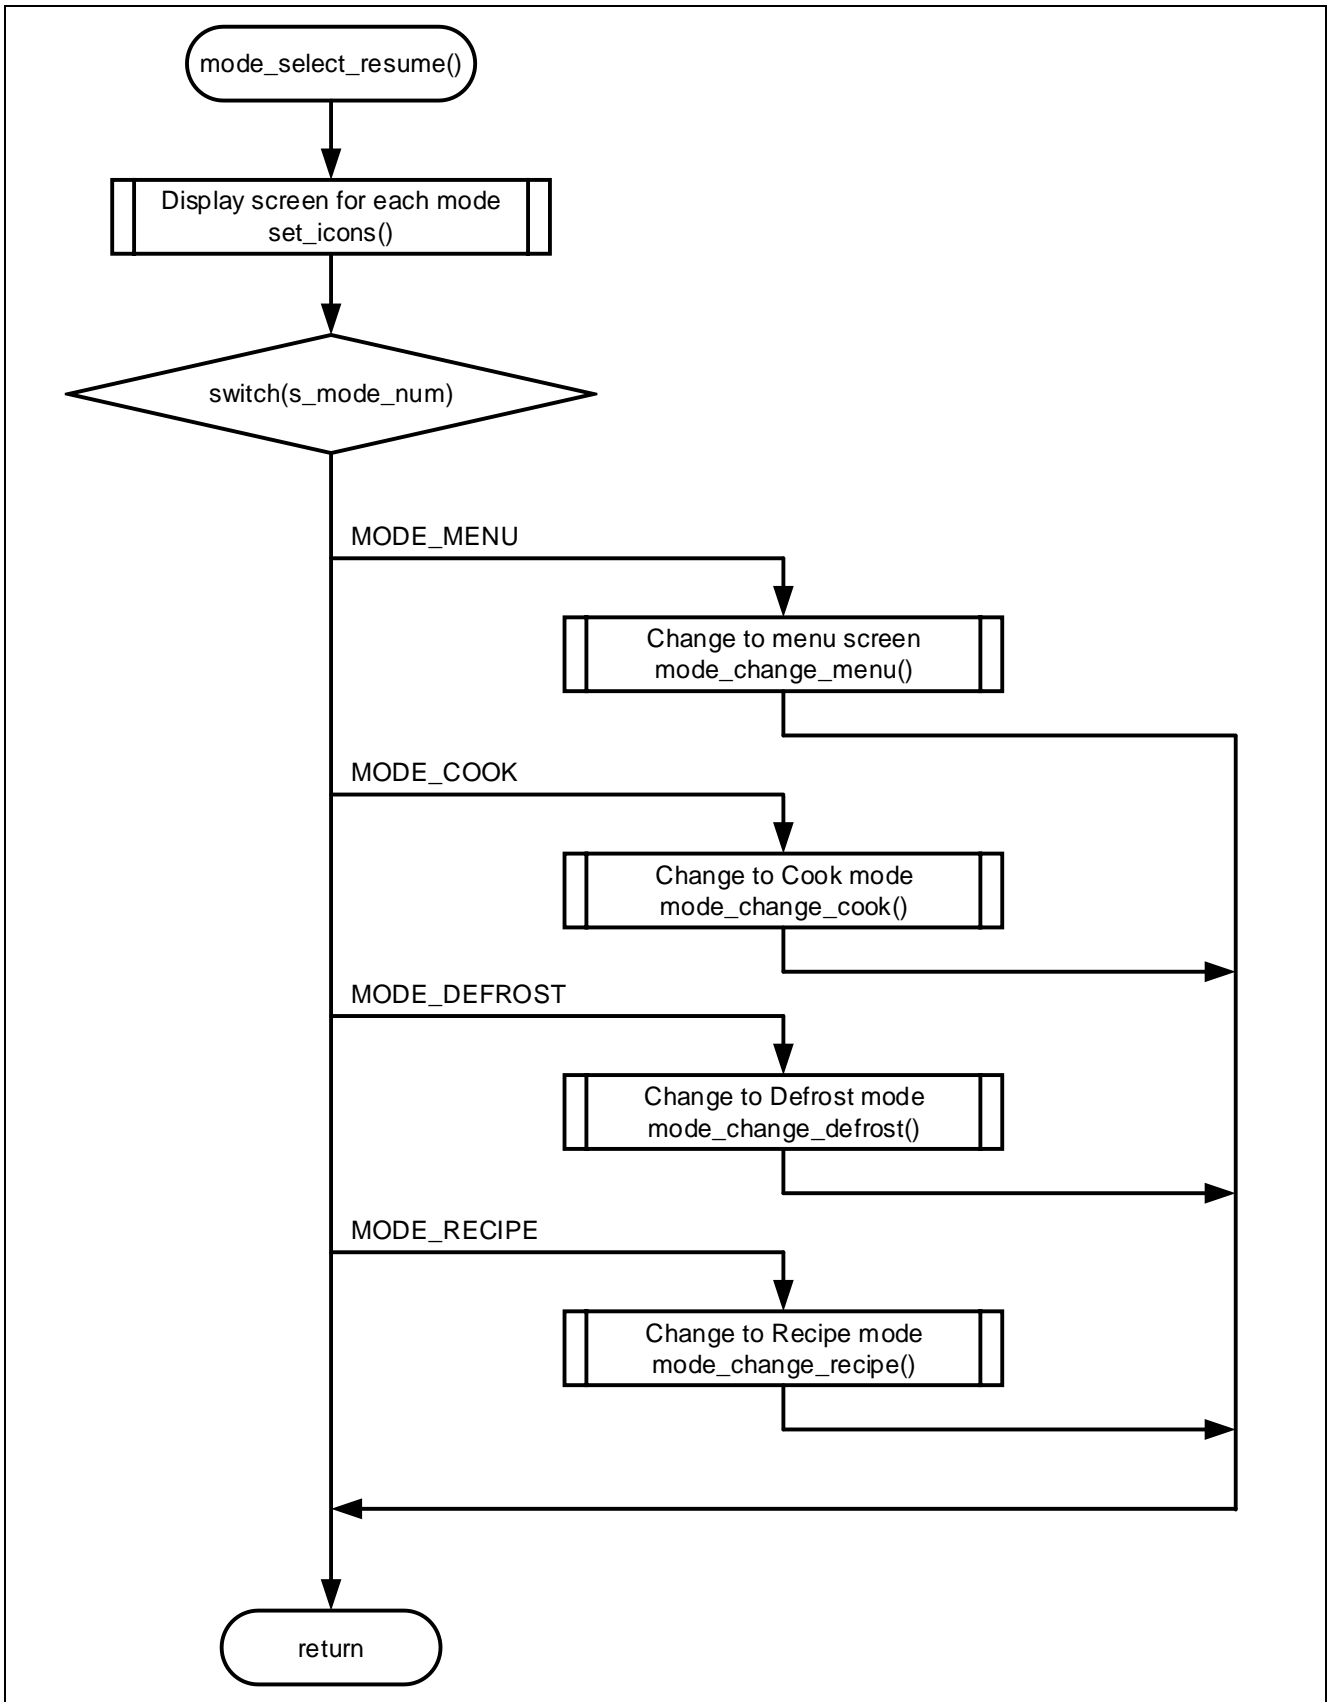 mode_select_resume()
Display screen for each mode
set_icons()
switch(s_mode_num)
MODE_MENU
Change to menu screen
mode_change_menu()
MODE_COOK
Change to Cook mode
mode_change_cook()
MODE_DEFROST
Change to Defrost mode
mode_change_defrost()
MODE_RECIPE
Change to Recipe mode
mode_change_recipe()
return